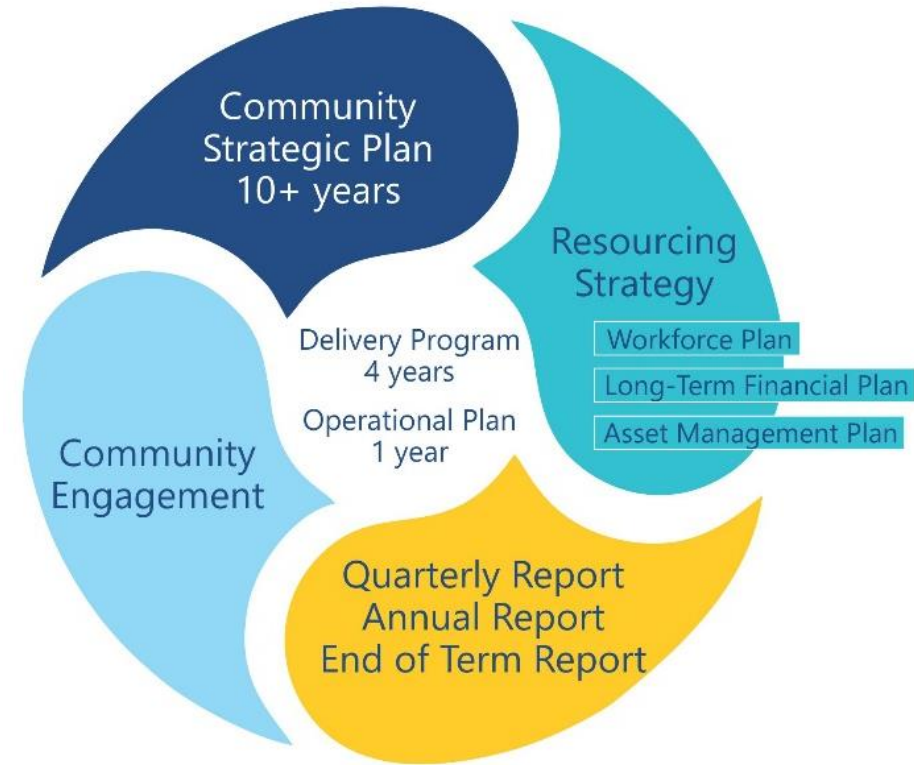 Community
Strategic Plan
10+ years
Resourcing
Strategy
Workforce Plan
Long-Term Financial Plan
Asset Management Plan
Delivery Program
4 years
Operational Plan
1 year
Community
Engagement
Quarterly Report
Annual Report
End of Term Report